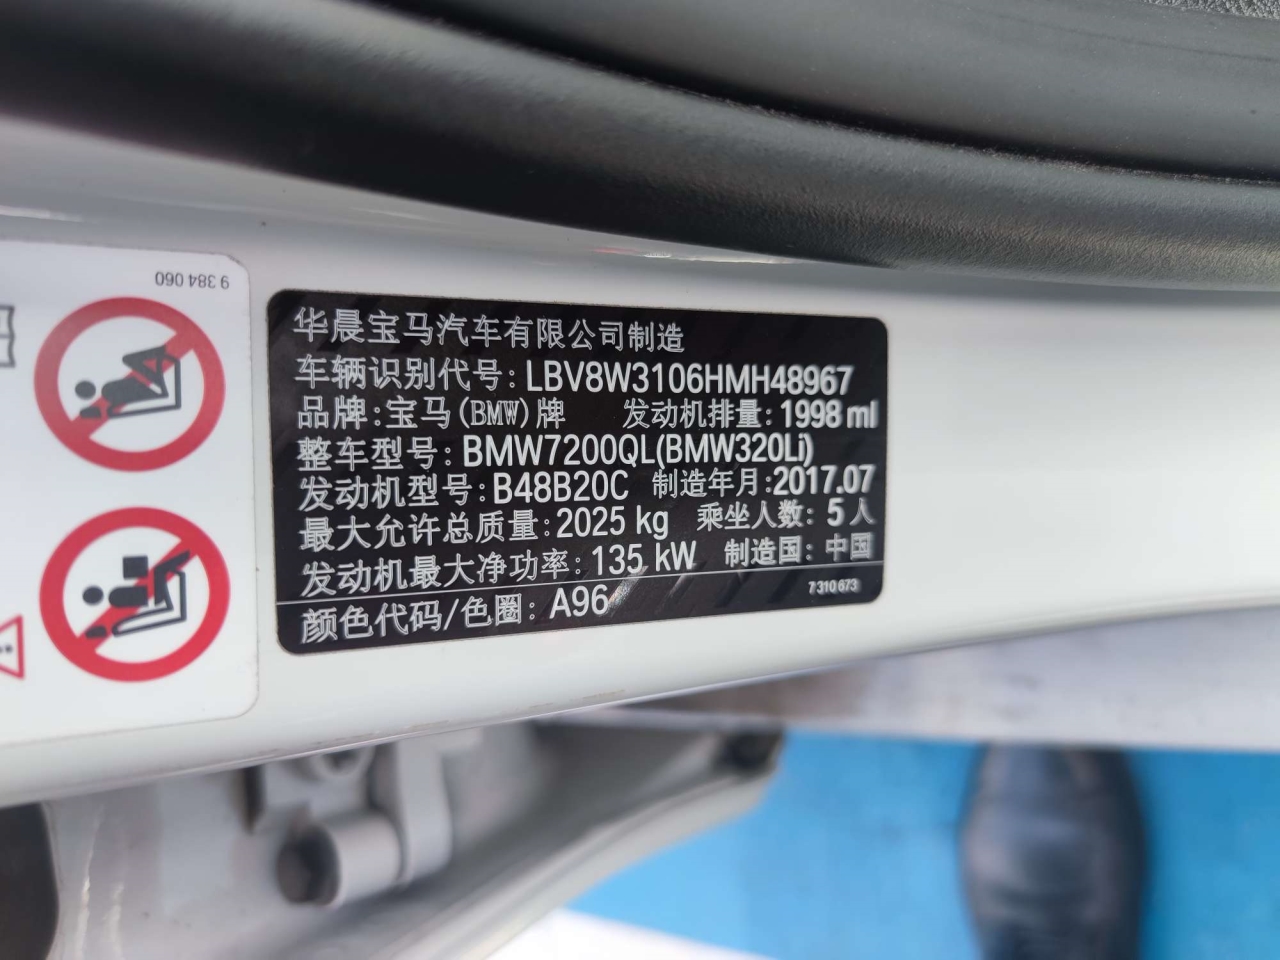 9 384 060
华晨宝马汽车有限公司制造
车辆识别代号: LBV8W3106HMH48967
品牌:宝马(BMW)牌 发动机排量: 1998 ml
整车型号: BMW7200QL(BMW320Li)
发动机型号: B48B20C 制造年月:2017.07
最大允许总质量: 2025 kg 乘坐人数: 5 人
发动机最大净功率: 135 kW 制造国: 中国
颜色代码/色圈: A96 7 310 673